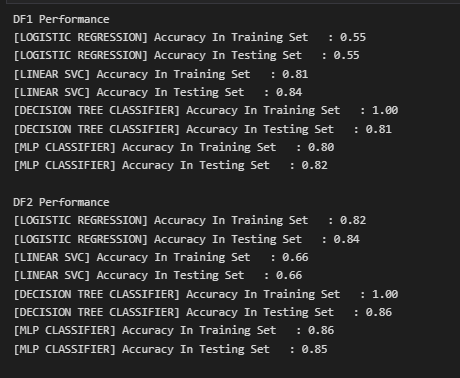 DF1 Performance
[LOGISTIC REGRESSION] Accuracy In Training Set   : 0.55
[LOGISTIC REGRESSION] Accuracy In Testing Set   : 0.55
[LINEAR SVC] Accuracy In Training Set   : 0.81
[LINEAR SVC] Accuracy In Testing Set   : 0.84
[DECISION TREE CLASSIFIER] Accuracy In Training Set   : 1.00
[DECISION TREE CLASSIFIER] Accuracy In Testing Set   : 0.81
[MLP CLASSIFIER] Accuracy In Training Set   : 0.80
[MLP CLASSIFIER] Accuracy In Testing Set   : 0.82

DF2 Performance
[LOGISTIC REGRESSION] Accuracy In Training Set   : 0.82
[LOGISTIC REGRESSION] Accuracy In Testing Set   : 0.84
[LINEAR SVC] Accuracy In Training Set   : 0.66
[LINEAR SVC] Accuracy In Testing Set   : 0.66
[DECISION TREE CLASSIFIER] Accuracy In Training Set   : 1.00
[DECISION TREE CLASSIFIER] Accuracy In Testing Set   : 0.86
[MLP CLASSIFIER] Accuracy In Training Set   : 0.86
[MLP CLASSIFIER] Accuracy In Testing Set   : 0.85